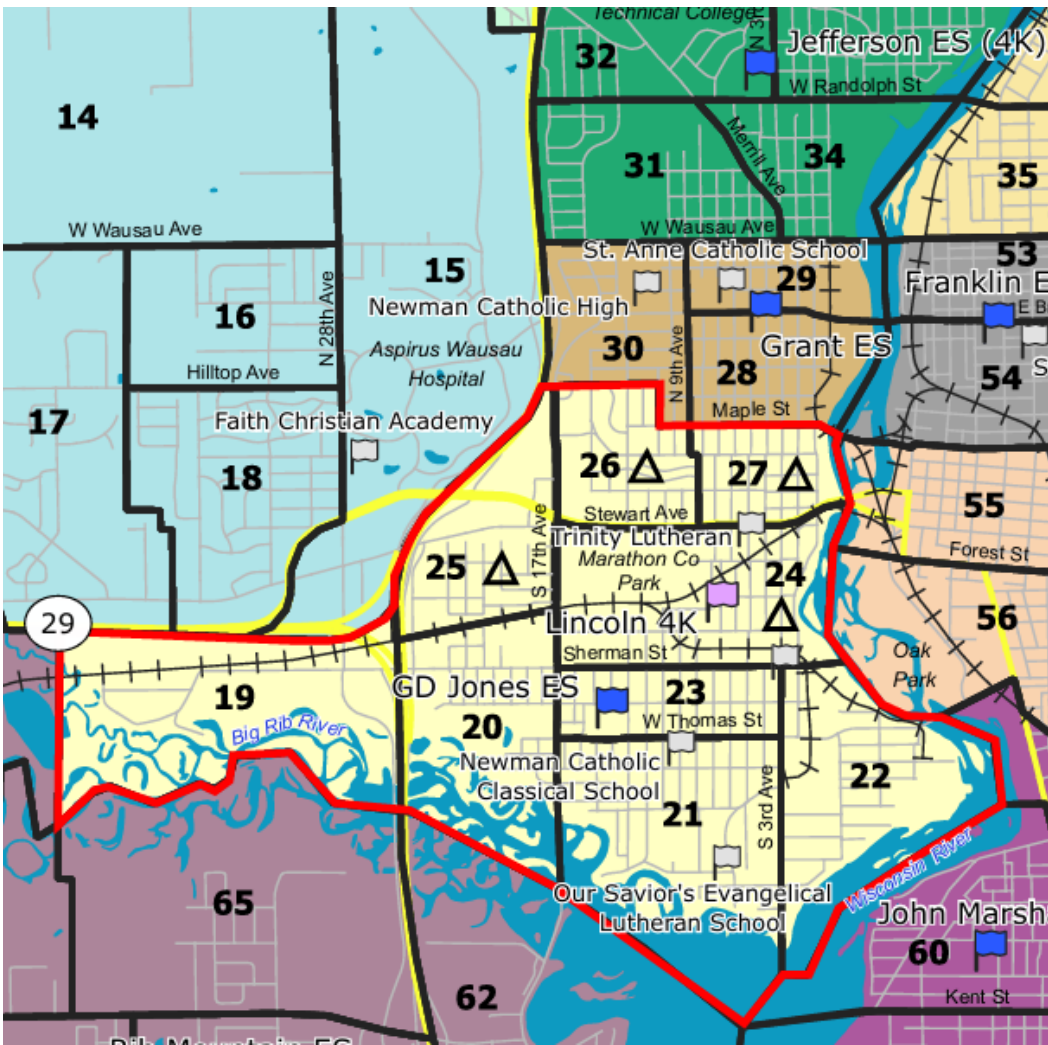 Technical College
N 3r
Jefferson ES (4K)
32
W Randolph St
14
Merrill Ave
31
34
35
W Wausau Ave
W Wausau Ave
53
St. Anne Catholic School
15
29
Franklin E
N 28th Ave
Newman Catholic High
E B
16
Aspirus Wausau
Hospital
30
N 9th Ave
Grant ES
Hilltop Ave
28
54
S
Maple St
17
Faith Christian Academy
18
26
27
55
Stewart Ave
S 17th Ave
Trinity Lutheran
Marathon Co
Park
Forest St
25
24
29
Lincoln 4K
56
Sherman St
Oak
Park
19
GD Jones ES
23
Big Rib River
20
W Thomas St
Newman Catholic
Classical School
22
21
S 3rd Ave
Wisconsin River
Our Savior's Evangelical
Lutheran School
65
John Marsh
60
62
Kent St
Rib Mountain ES